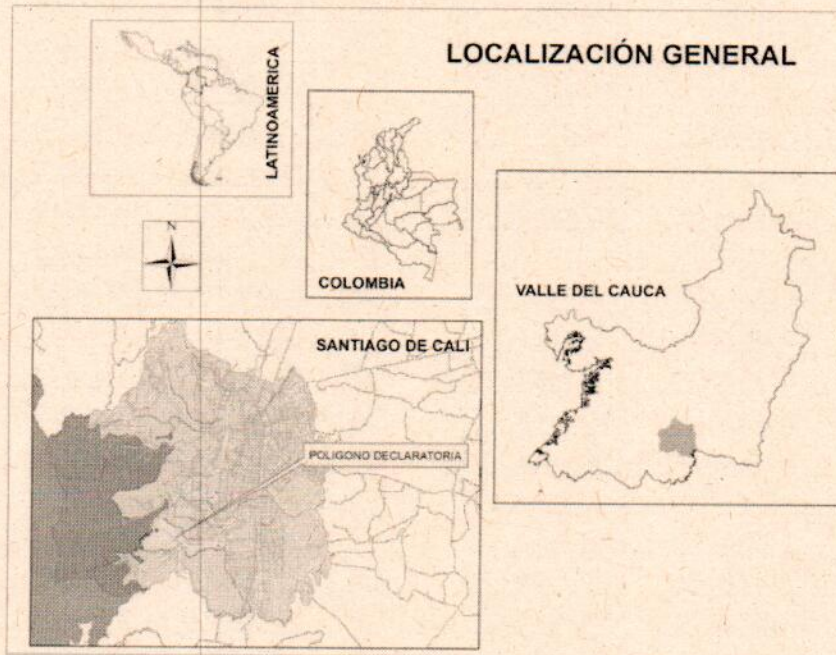 LOCALIZACIÓN GENERAL
LATINOAMERICA
N
COLOMBIA
VALLE DEL CAUCA
SANTIAGO DE CALI
POLIGONO DECLARATORIA